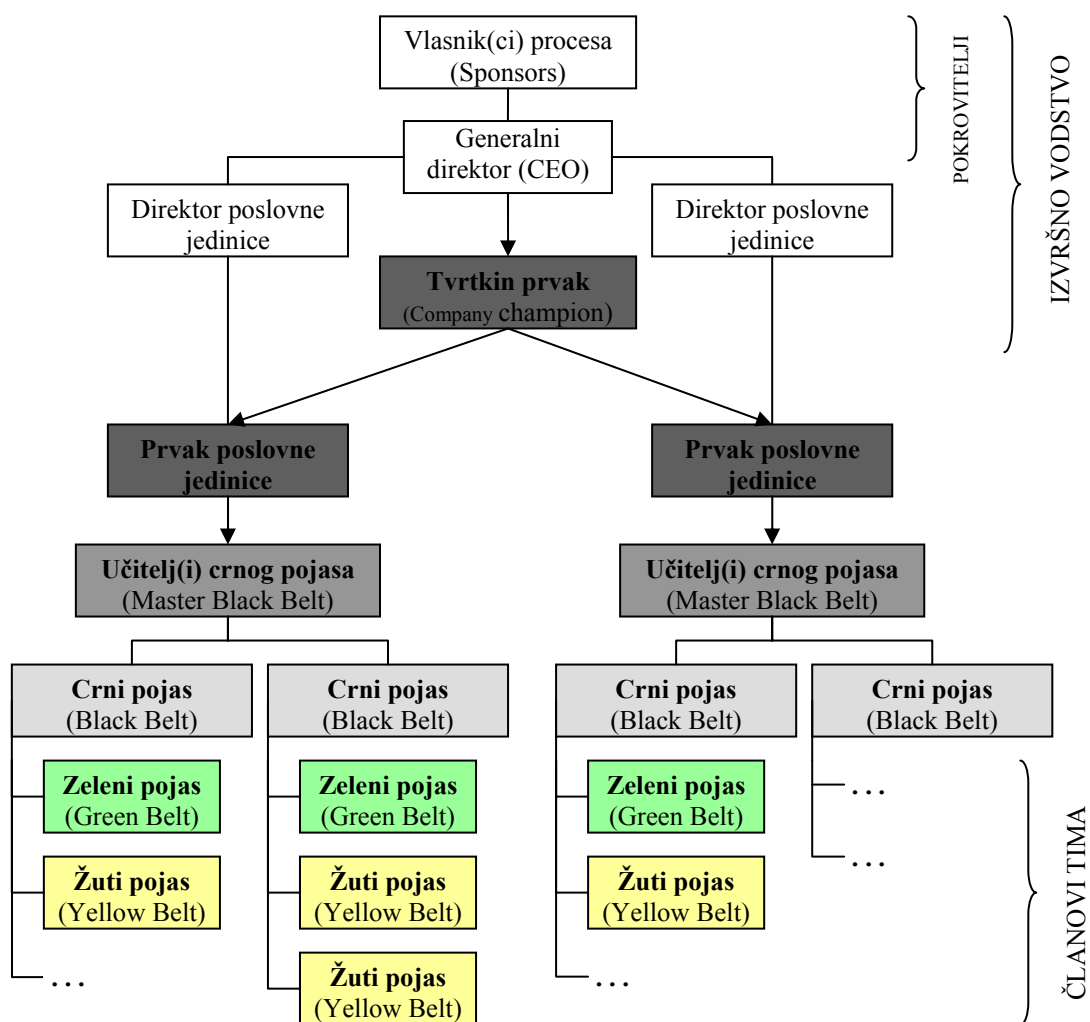 Vlasnik(ci) procesa
(Sponsors)
Generalni
direktor (CEO)
Direktor poslovne
jedinice
Direktor poslovne
jedinice
Tvrtkin prvak
(Company champion)
POKROVITELJI
IZVRŠNO VODSTVO
Prvak poslovne
jedinice
Prvak poslovne
jedinice
Učitelj(i) crnog pojasa
(Master Black Belt)
Učitelj(i) crnog pojasa
(Master Black Belt)
Crni pojas
(Black Belt)
Crni pojas
(Black Belt)
Crni pojas
(Black Belt)
Crni pojas
(Black Belt)
Zeleni pojas
(Green Belt)
Zeleni pojas
(Green Belt)
Zeleni pojas
(Green Belt)
...
Žuti pojas
(Yellow Belt)
Žuti pojas
(Yellow Belt)
Žuti pojas
(Yellow Belt)
...
...
Žuti pojas
(Yellow Belt)
...
ČLANOVI TIMA